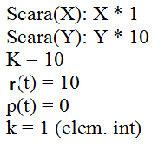 Scara(X): X * 1
Scara(Y): Y * 10
K = 10
r(t) = 10
p(t) = 0
k = 1 (elem. int)